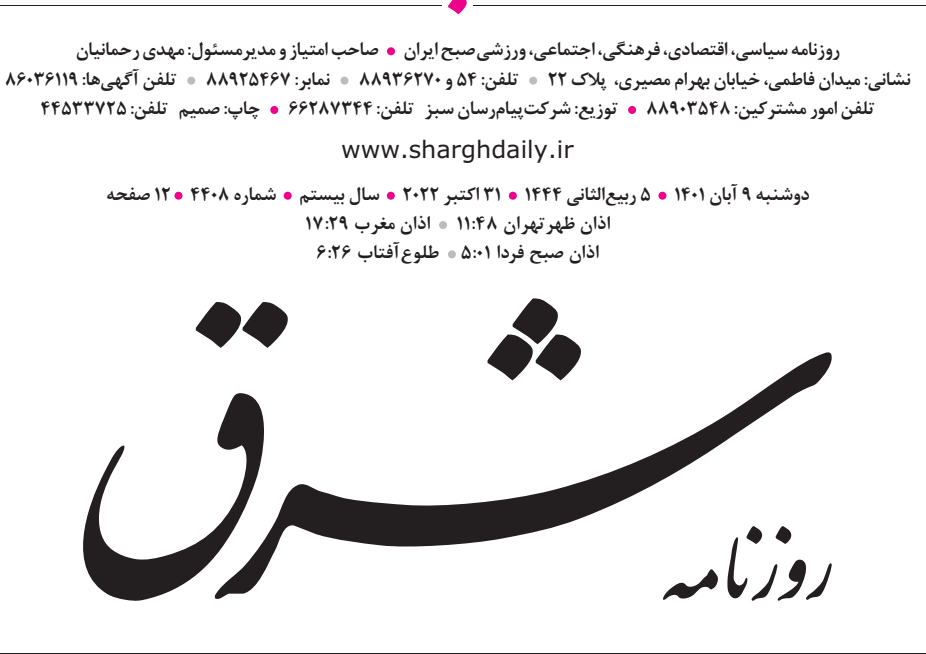 روزنامه سیاسی، اقتصادی، فرهنگی، اجتماعی، ورزشی صبح ایران ● صاحب امتیاز و مدیر مسئول: مهدی رحمانیان
نشانی: میدان فاطمی، خیابان بهرام مصیری، پلاک ۲۲ ● تلفن: ۵۴ و ۸۸۹۳۶۲۷۰ ● نمابر: ۸۸۹۲۵۴۶۷ ● تلفن آگهی‌ها: ۸۶۰۳۶۱۱۹
تلفن امور مشترکین: ۸۸۹۰۳۵۴۸ ● توزیع: شرکت پیام‌رسان سبز تلفن: ۶۶۲۸۷۳۴۴ ● چاپ: صمیم تلفن: ۴۴۵۳۳۷۲۵
www.sharghdaily.ir
دوشنبه ۹ آبان ۱۴۰۱ ● ۵ ربیع‌الثانی ۱۴۴۴ ● ۳۱ اکتبر ۲۰۲۲ ● سال بیستم ● شماره ۴۴۰۸ ● ۱۲ صفحه
اذان ظهر تهران ۱۱:۴۸ ● اذان مغرب ۱۷:۲۹
اذان صبح فردا ۵:۰۱ ● طلوع آفتاب ۶:۲۶
روزنامه شرق